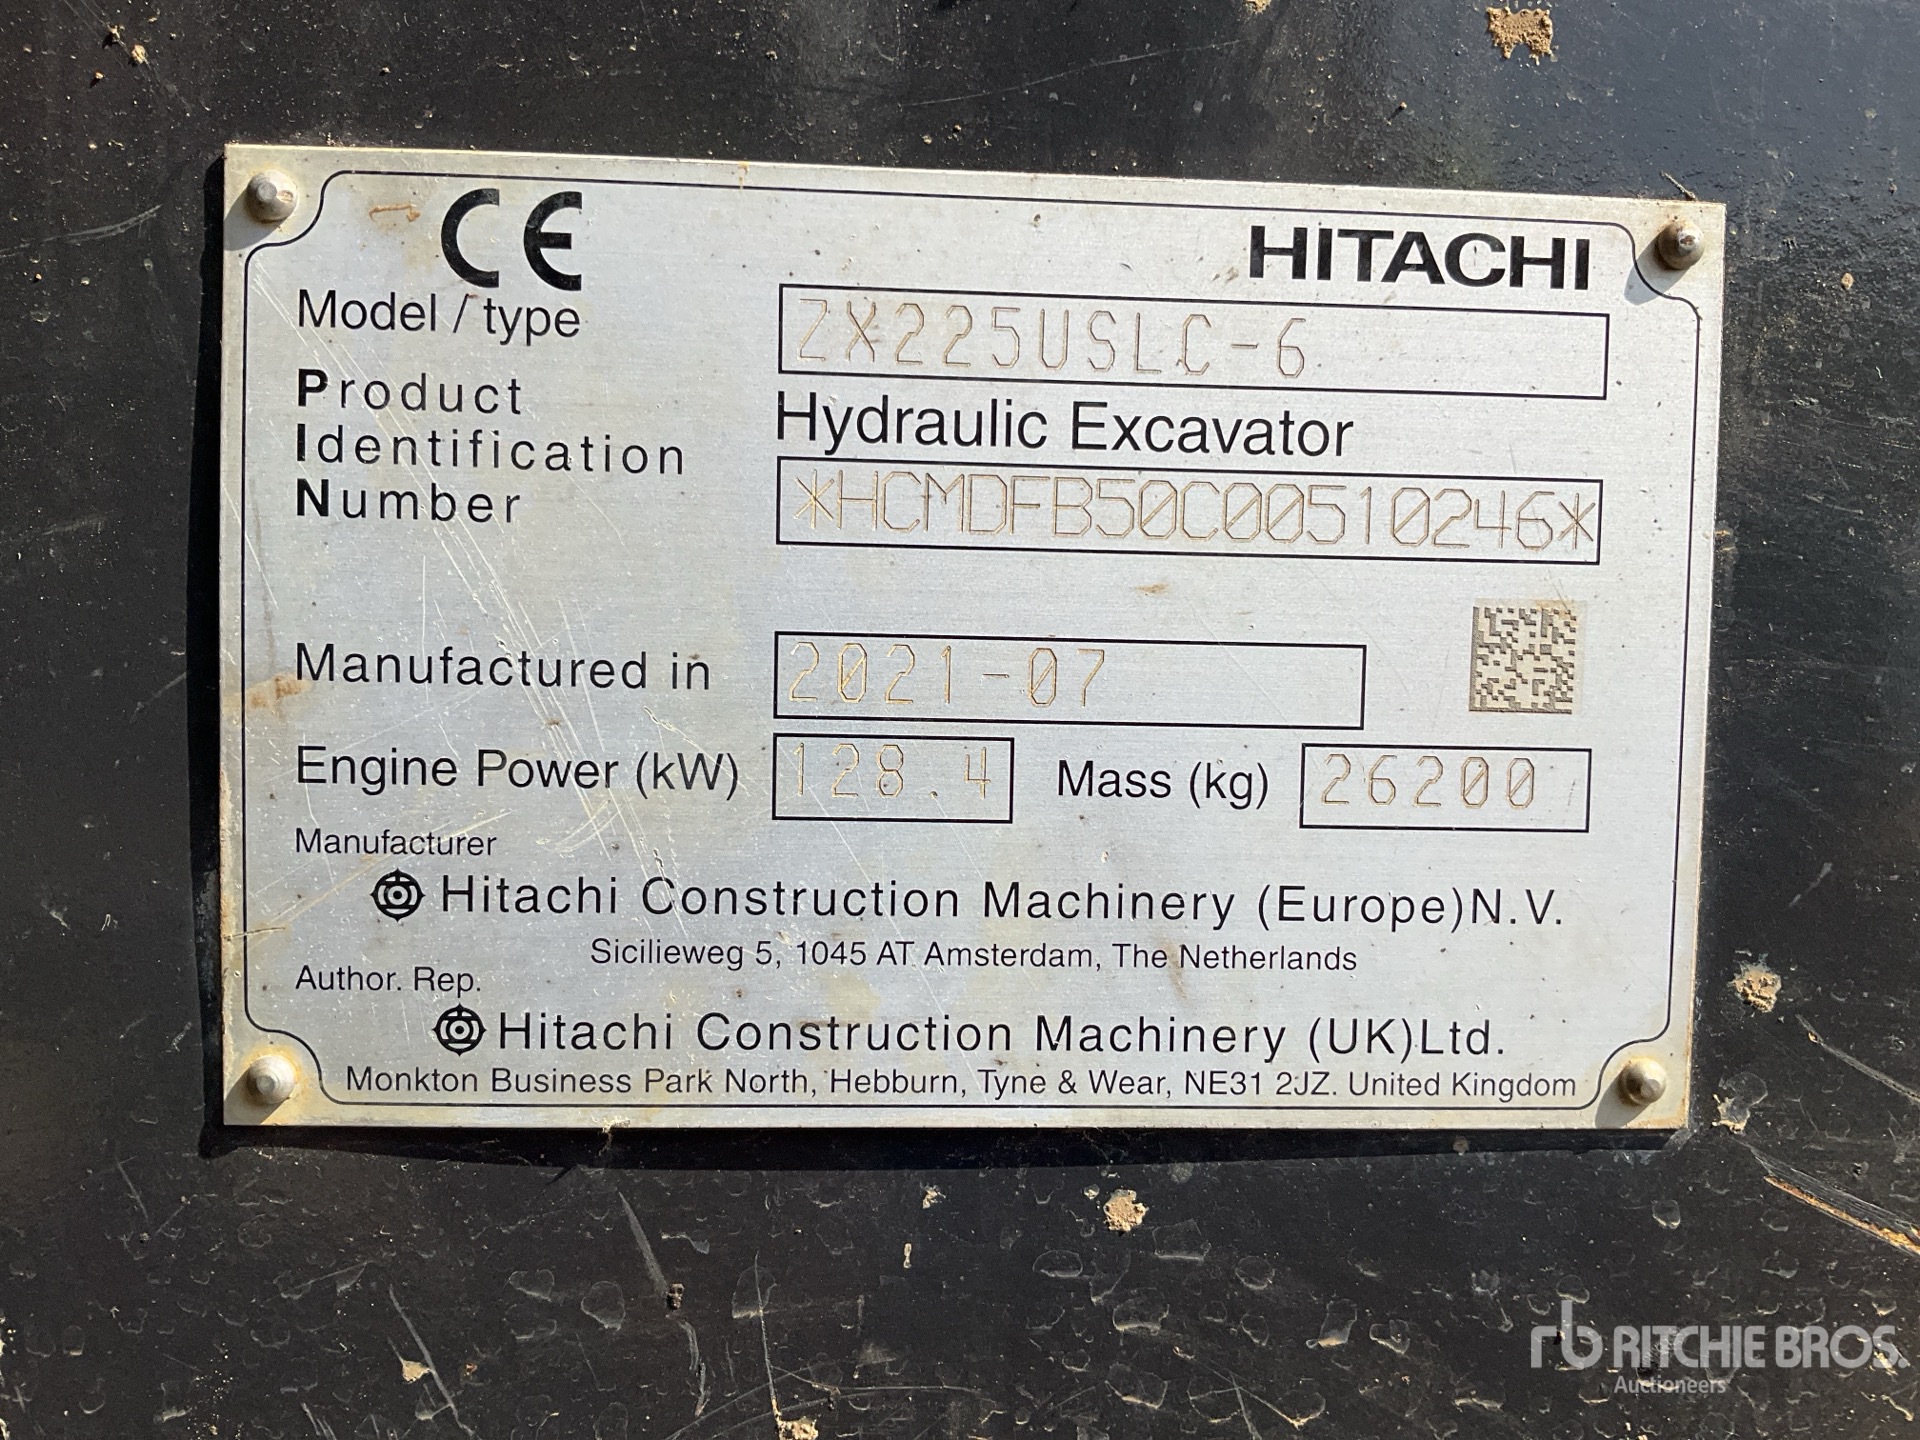 CE
HITACHI
Model / type ZX225USLC-6
Product Hydraulic Excavator
Identification
Number *HCMDFB50C00510246*
Manufactured in 2021-07
Engine Power (kW) 128.4 Mass (kg) 26200
Manufacturer
Hitachi Construction Machinery (Europe)N.V.
Sicilieweg 5, 1045 AT Amsterdam, The Netherlands
Author. Rep.
Hitachi Construction Machinery (UK)Ltd.
Monkton Business Park North, Hebburn, Tyne & Wear, NE31 2JZ. United Kingdom
rb RITCHIE BROS.
Auctioneers